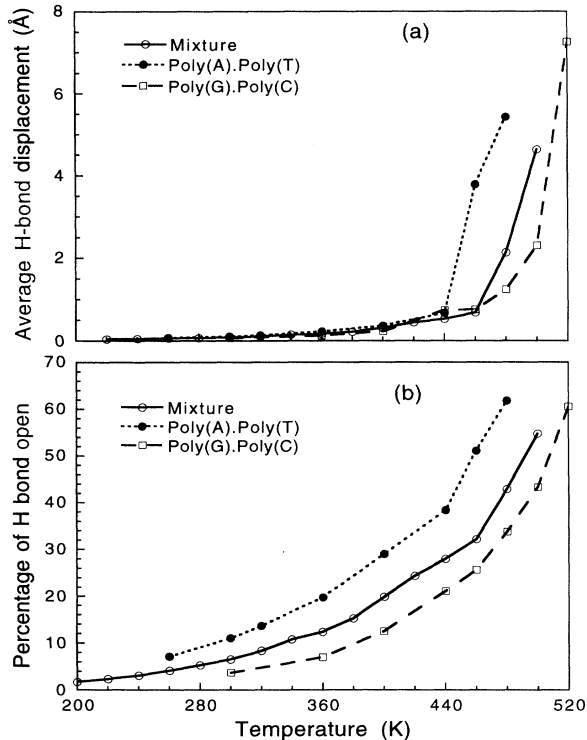 Average H-bond displacement (Å)
8
6
4
2
0
(a)
Mixture
Poly(A).Poly(T)
Poly(G).Poly(C)
Percentage of H bond open
70
60
50
40
30
20
10
0
(b)
Mixture
Poly(A).Poly(T)
Poly(G).Poly(C)
200 280 360 440 520
Temperature (K)